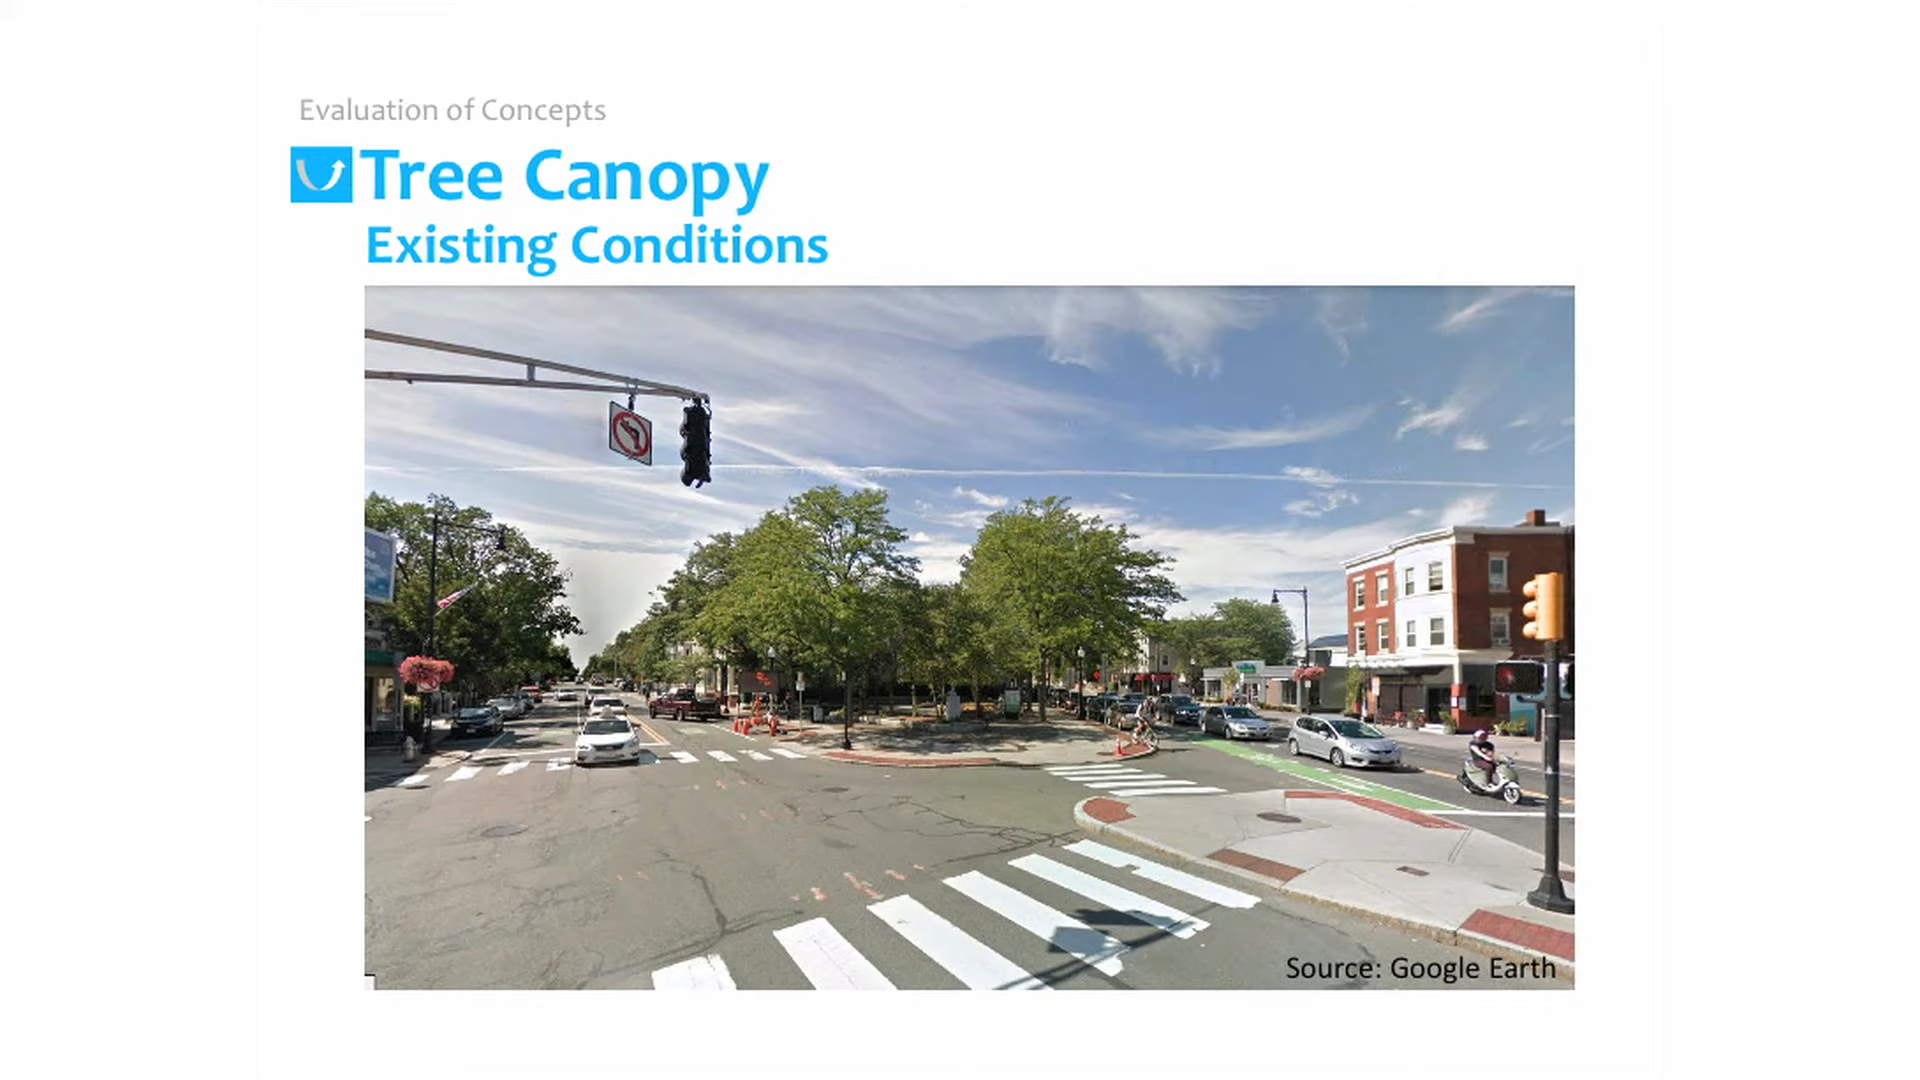 Evaluation of Concepts
Tree Canopy
Existing Conditions
Source: Google Earth